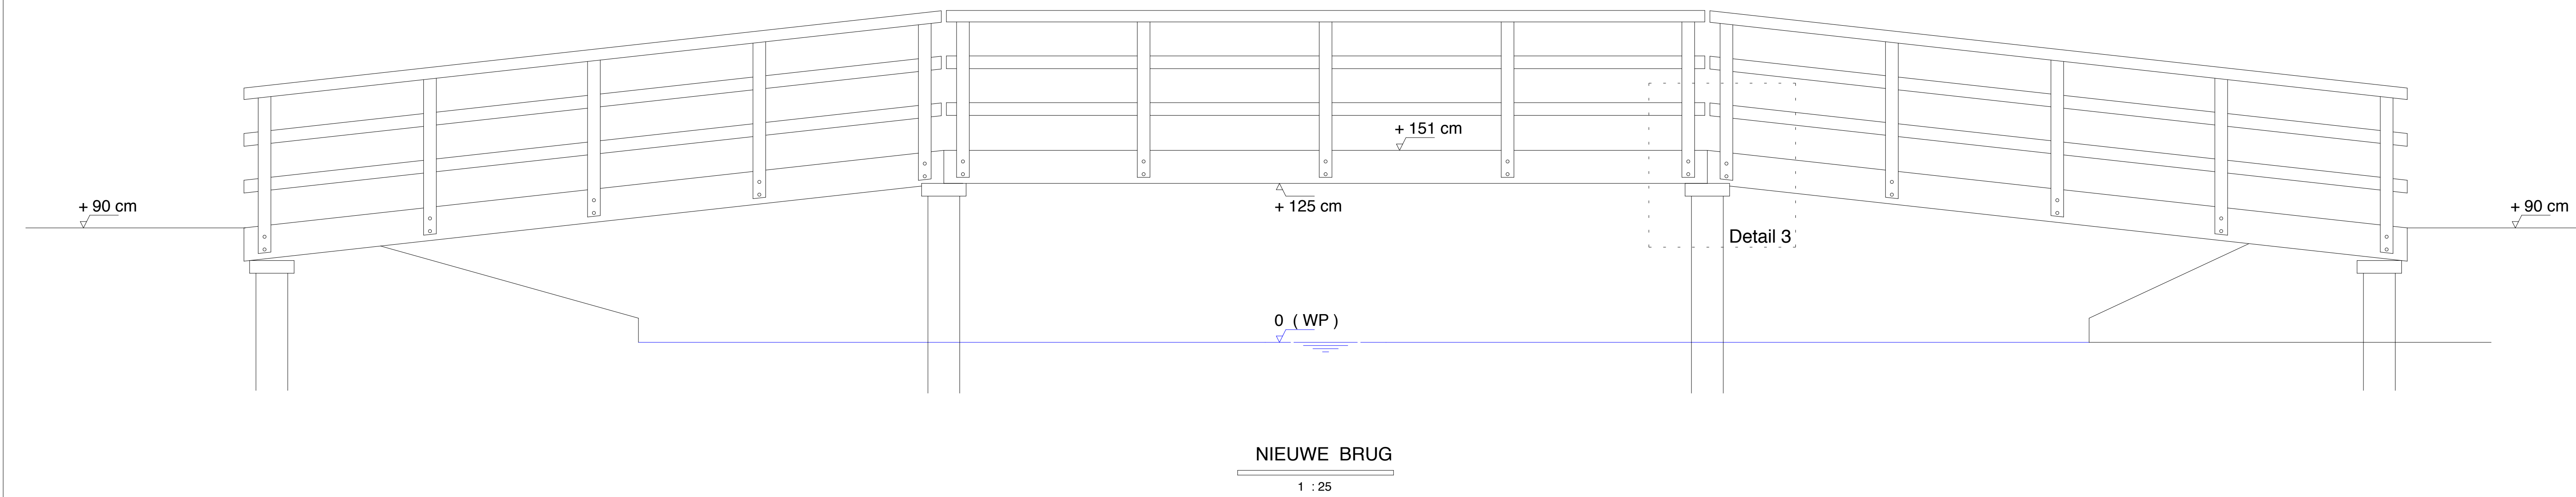 + 151 cm
+ 90 cm
+ 125 cm
+ 90 cm
Detail 3
0 ( WP )
NIEUWE BRUG
1 : 25